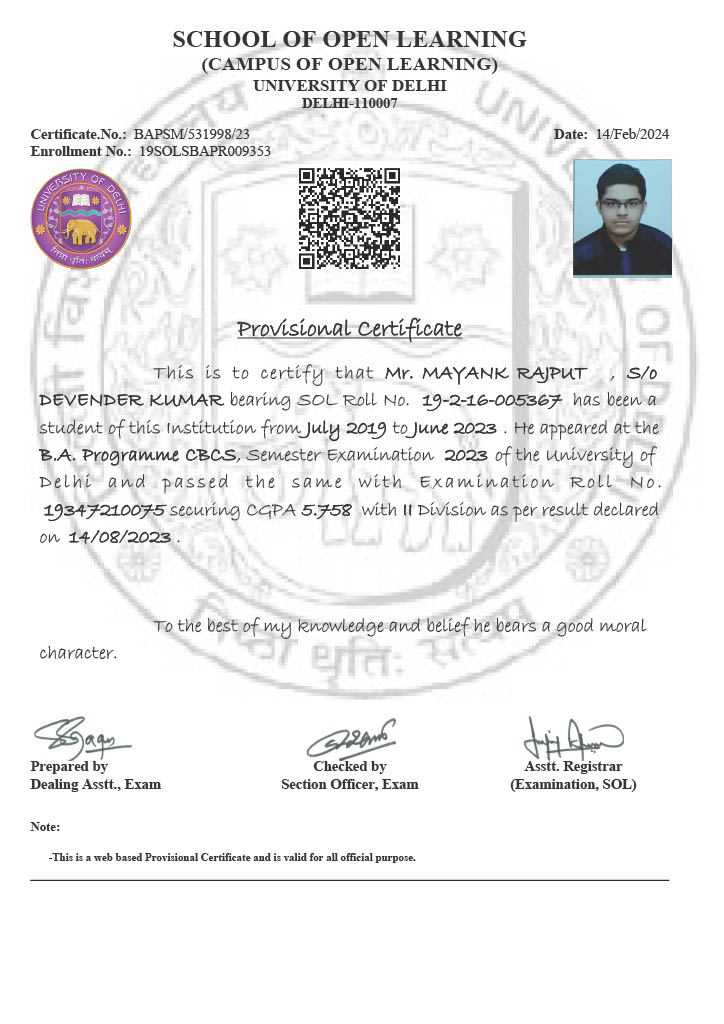 SCHOOL OF OPEN LEARNING
(CAMPUS OF OPEN LEARNING)
UNIVERSITY OF DELHI
DELHI-110007
Certificate.No.: BAPSM/531998/23 Date: 14/Feb/2024
Enrollment No.: 19SOLSBAPR009353
UNIVERSITY OF DELHI
निष्ठा धृति: सत्यम्
Provisional Certificate
This is to certify that Mr. MAYANK RAJPUT , S/o
DEVENDER KUMAR bearing SOL Roll No. 19-2-16-005367 has been a
student of this Institution from July 2019 to June 2023 . He appeared at the
B.A. Programme CBCS, Semester Examination 2023 of the University of
Delhi and passed the same with Examination Roll No.
19347210075 securing CGPA 5.758 with II Division as per result declared
on 14/08/2023 .
To the best of my knowledge and belief he bears a good moral
character.
निष्ठा धृति: सत्यम्
Prepared by Checked by Asstt. Registrar
Dealing Asstt., Exam Section Officer, Exam (Examination, SOL)
Note:
-This is a web based Provisional Certificate and is valid for all official purpose.